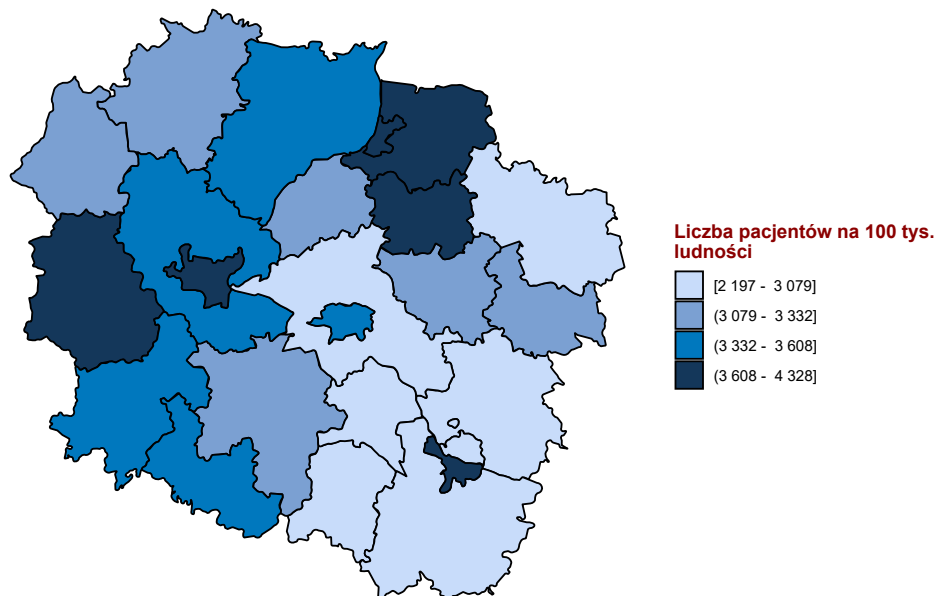 Liczba pacjentów na 100 tys.
ludności
[2 197 - 3 079]
(3 079 - 3 332]
(3 332 - 3 608]
(3 608 - 4 328]